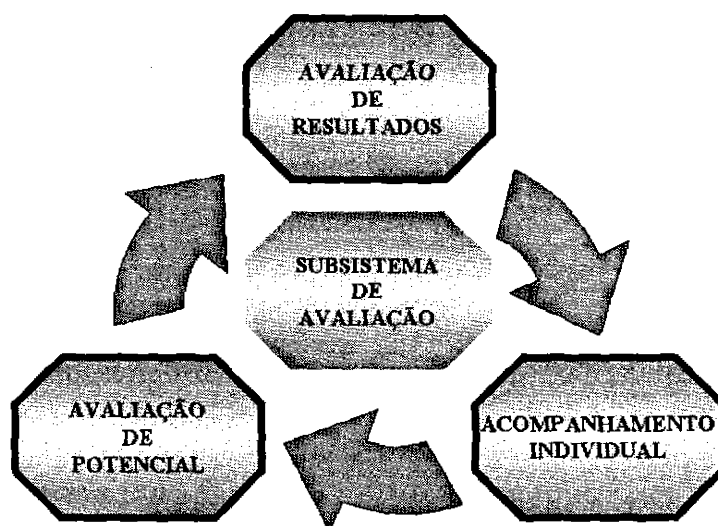 AVALIAÇÃO
DE
RESULTADOS
SUBSISTEMA
DE
AVALIAÇÃO
AVALIAÇÃO
DE
POTENCIAL
ACOMPANHAMENTO
INDIVIDUAL